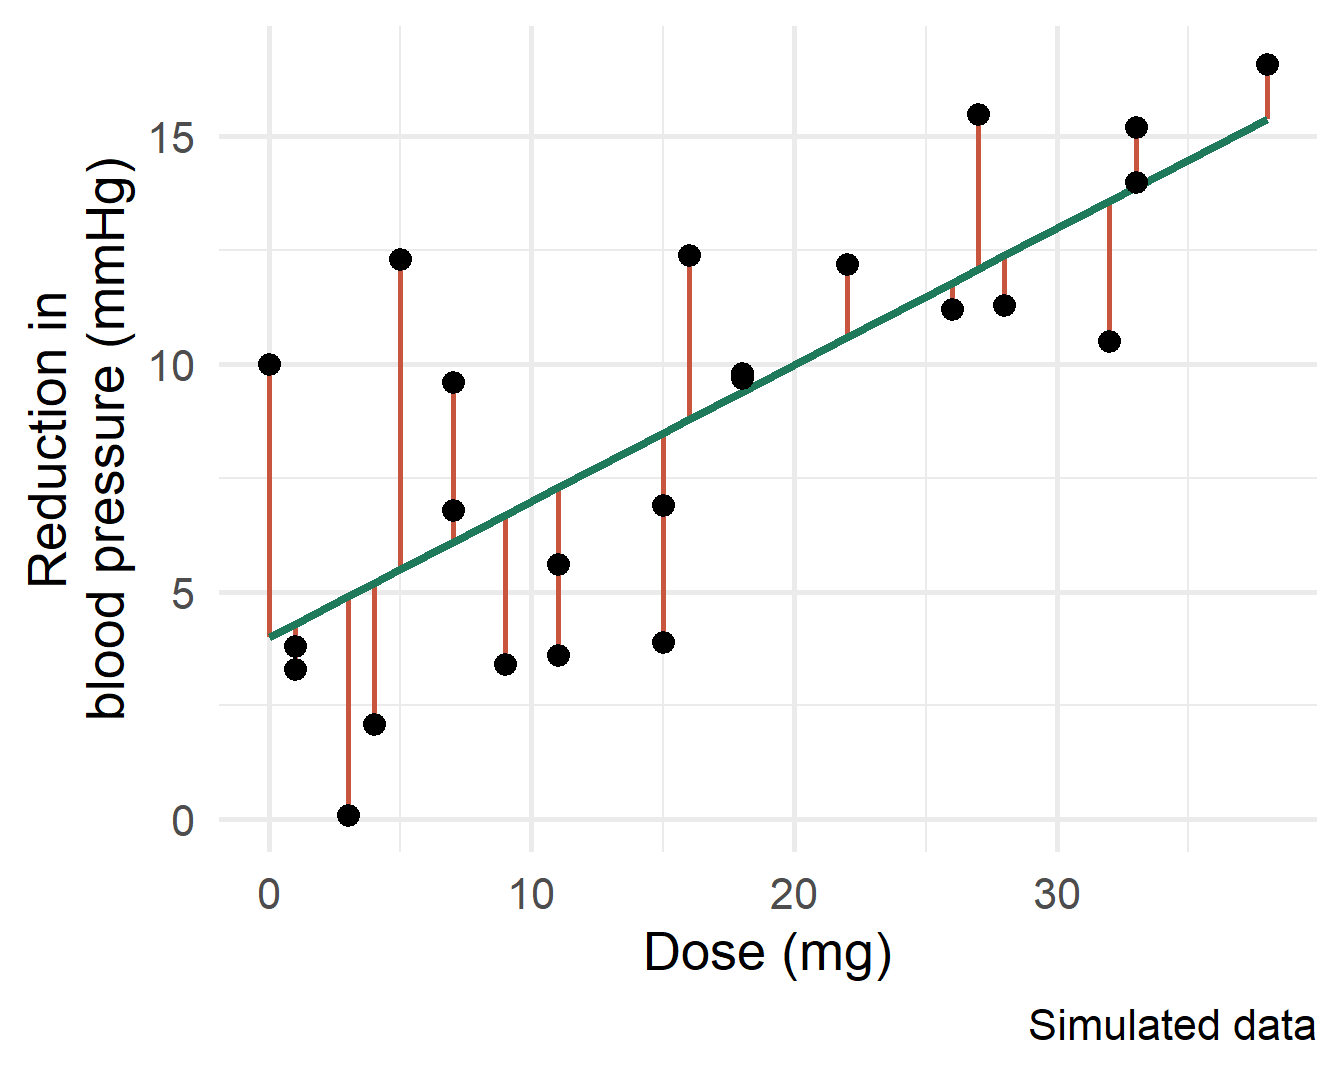 Reduction in
blood pressure (mmHg)
15
10
5
0
0 10 20 30
Dose (mg)
Simulated data